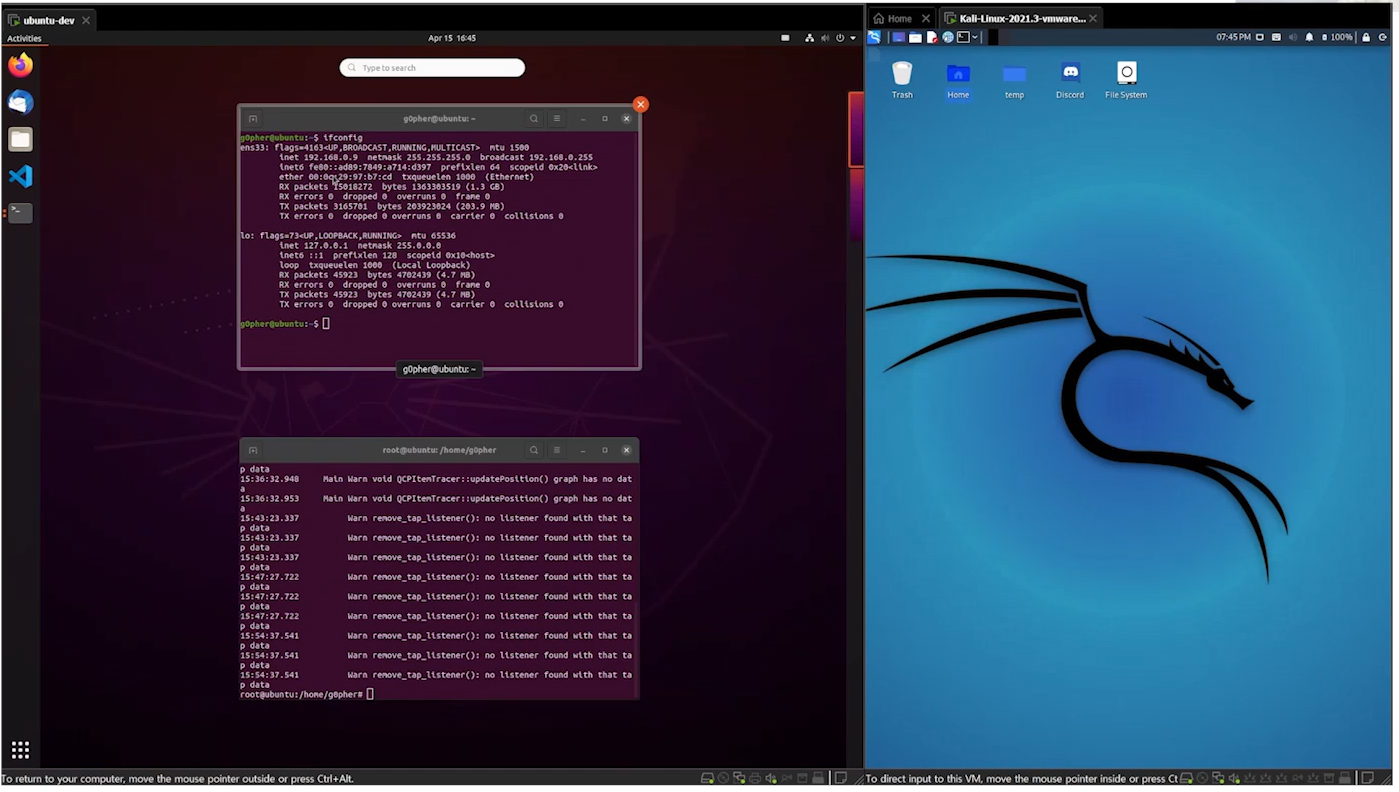 ubuntu-dev
Activities
Apr 15 16:45
Type to search
g0pher@ubuntu: ~
g0pher@ubuntu:~$ ifconfig
ens33: flags=4163<UP,BROADCAST,RUNNING,MULTICAST> mtu 1500
inet 192.168.0.9 netmask 255.255.255.0 broadcast 192.168.0.255
inet6 fe80::ad89:7849:a714:d397 prefixlen 64 scopeid 0x20<link>
ether txqueuelen 1000 (Ethernet)
RX packets 15018272 bytes 1363303519 (1.3 GB)
RX errors 0 dropped 0 overruns 0 frame 0
TX packets 3165701 bytes 203923024 (203.9 MB)
TX errors 0 dropped 0 overruns 0 carrier 0 collisions 0
lo: flags=73<UP,LOOPBACK,RUNNING> mtu 65536
inet 127.0.0.1 netmask 255.0.0.0
inet6 ::1 prefixlen 128 scopeid 0x10<host>
loop txqueuelen 1000 (Local Loopback)
RX packets 45923 bytes 4702439 (4.7 MB)
RX errors 0 dropped 0 overruns 0 frame 0
TX packets 45923 bytes 4702439 (4.7 MB)
TX errors 0 dropped 0 overruns 0 carrier 0 collisions 0
g0pher@ubuntu:~$
g0pher@ubuntu: ~
root@ubuntu: /home/g0pher
p data
15:36:32.948 Main Warn void QCPItemTracer::updatePosition() graph has no dat
a
15:36:32.953 Main Warn void QCPItemTracer::updatePosition() graph has no dat
a
15:43:23.337 Warn remove_tap_listener(): no listener found with that ta
p data
15:43:23.337 Warn remove_tap_listener(): no listener found with that ta
p data
15:43:23.337 Warn remove_tap_listener(): no listener found with that ta
p data
15:47:27.722 Warn remove_tap_listener(): no listener found with that ta
p data
15:47:27.722 Warn remove_tap_listener(): no listener found with that ta
p data
15:47:27.722 Warn remove_tap_listener(): no listener found with that ta
p data
15:54:37.541 Warn remove_tap_listener(): no listener found with that ta
p data
15:54:37.541 Warn remove_tap_listener(): no listener found with that ta
p data
15:54:37.541 Warn remove_tap_listener(): no listener found with that ta
p data
root@ubuntu:/home/g0pher#
To return to your computer, move the mouse pointer outside or press Ctrl+Alt.
Home
Kali-Linux-2021.3-vmware...
07:45 PM
100%
Trash
Home
temp
Discord
File System
To direct input to this VM, move the mouse pointer inside or press Ct